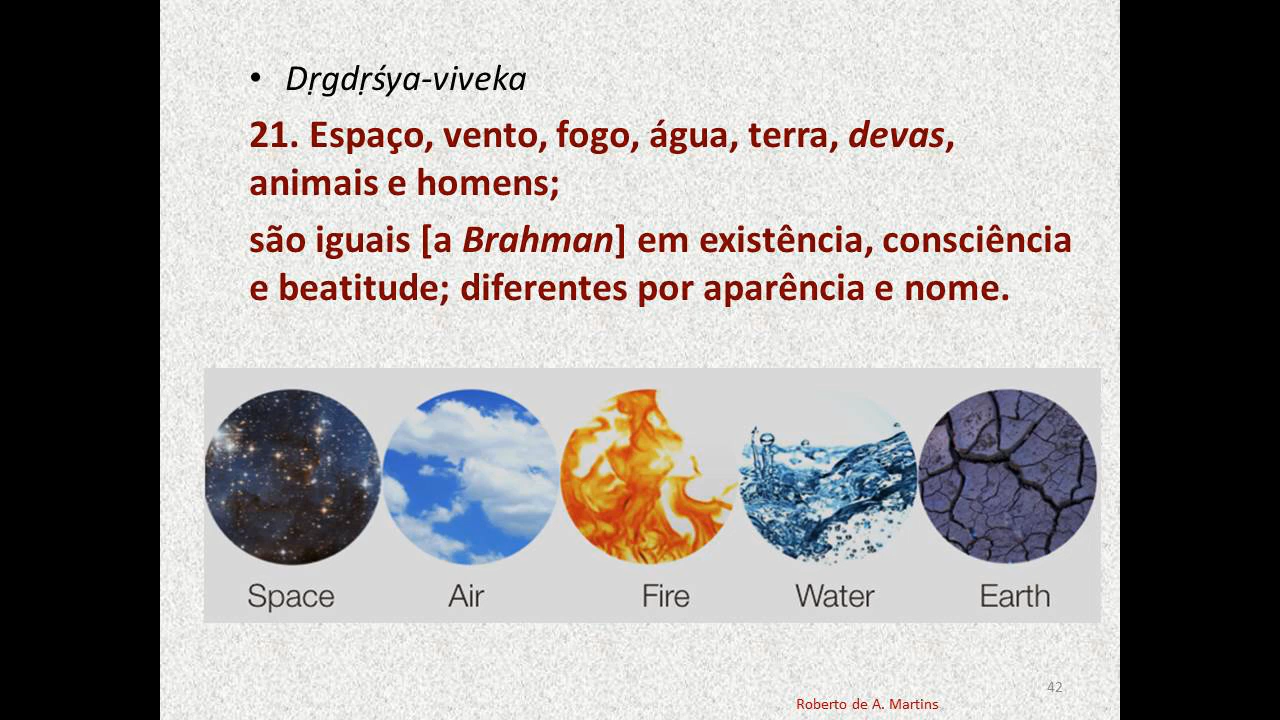 • Dṛgdṛśya-viveka
21. Espaço, vento, fogo, água, terra, devas,
animais e homens;
são iguais [a Brahman] em existência, consciência
e beatitude; diferentes por aparência e nome.
Space Air Fire Water Earth
42
Roberto de A. Martins